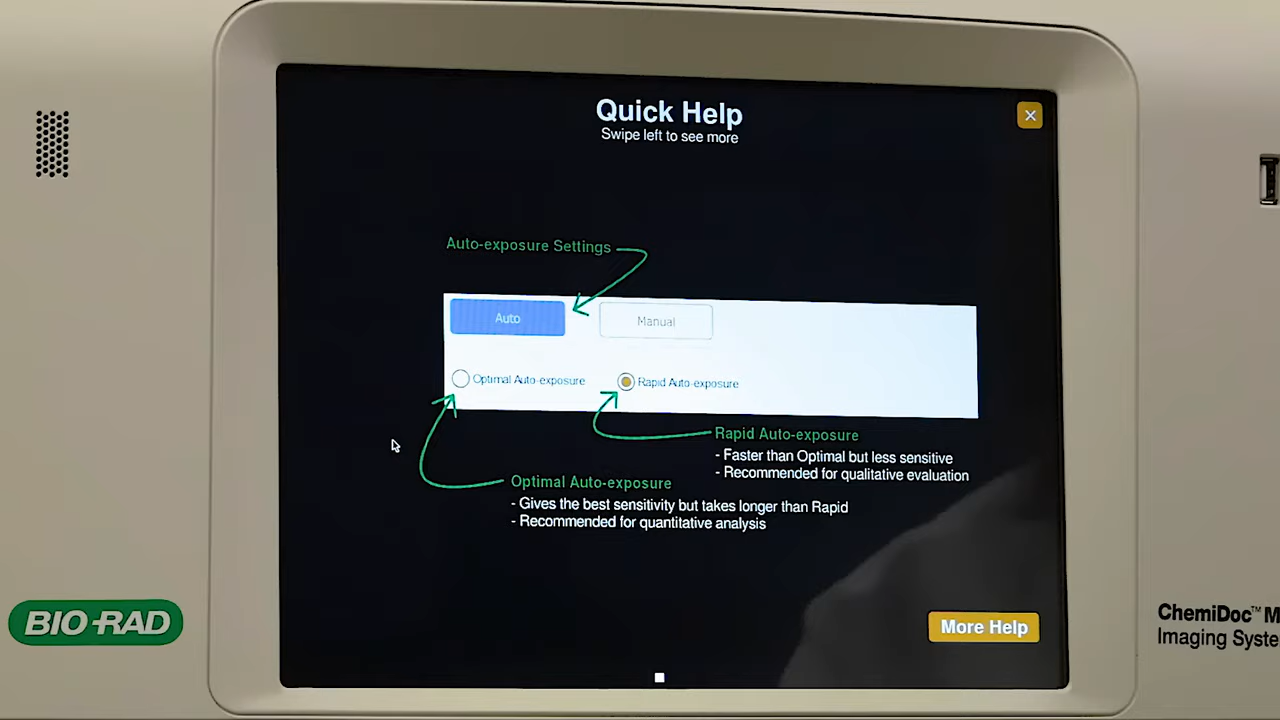 Quick Help
Swipe left to see more
Auto-exposure Settings
Auto
Manual
Optimal Auto-exposure
Rapid Auto-exposure
Rapid Auto-exposure
- Faster than Optimal but less sensitive
- Recommended for qualitative evaluation
Optimal Auto-exposure
- Gives the best sensitivity but takes longer than Rapid
- Recommended for quantitative analysis
More Help
BIO-RAD
ChemiDoc™ M
Imaging Syste